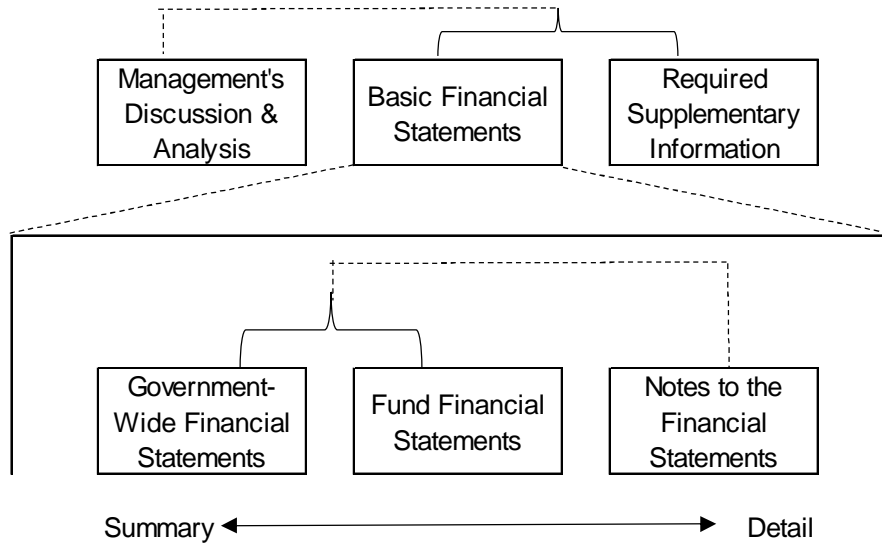 Management's
Discussion &
Analysis
Basic Financial
Statements
Required
Supplementary
Information
Government-
Wide Financial
Statements
Fund Financial
Statements
Notes to the
Financial
Statements
Summary
Detail